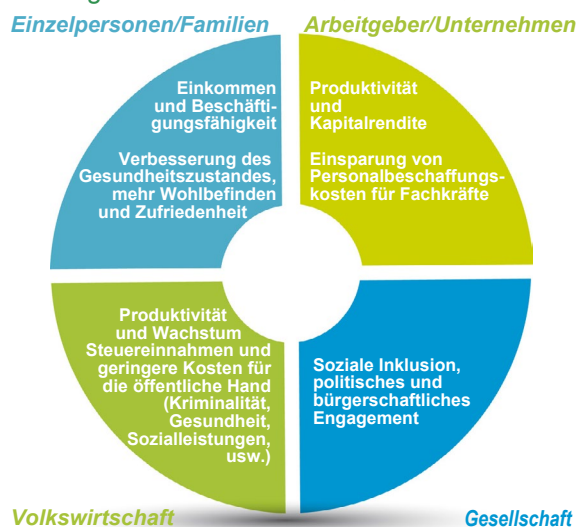 Einzelpersonen/Familien
Arbeitgeber/Unternehmen
Einkommen
und Beschäfti-
gungsfähigkeit
Verbesserung des
Gesundheitszustandes,
mehr Wohlbefinden
und Zufriedenheit
Produktivität
und
Kapitalrendite
Einsparung von
Personalbeschaffungs-
kosten für Fachkräfte
Produktivität
und Wachstum
Steuereinnahmen und
geringere Kosten für
die öffentliche Hand
(Kriminalität,
Gesundheit,
Sozialleistungen,
usw.)
Soziale Inklusion,
politisches und
bürgerschaftliches
Engagement
Volkswirtschaft
Gesellschaft